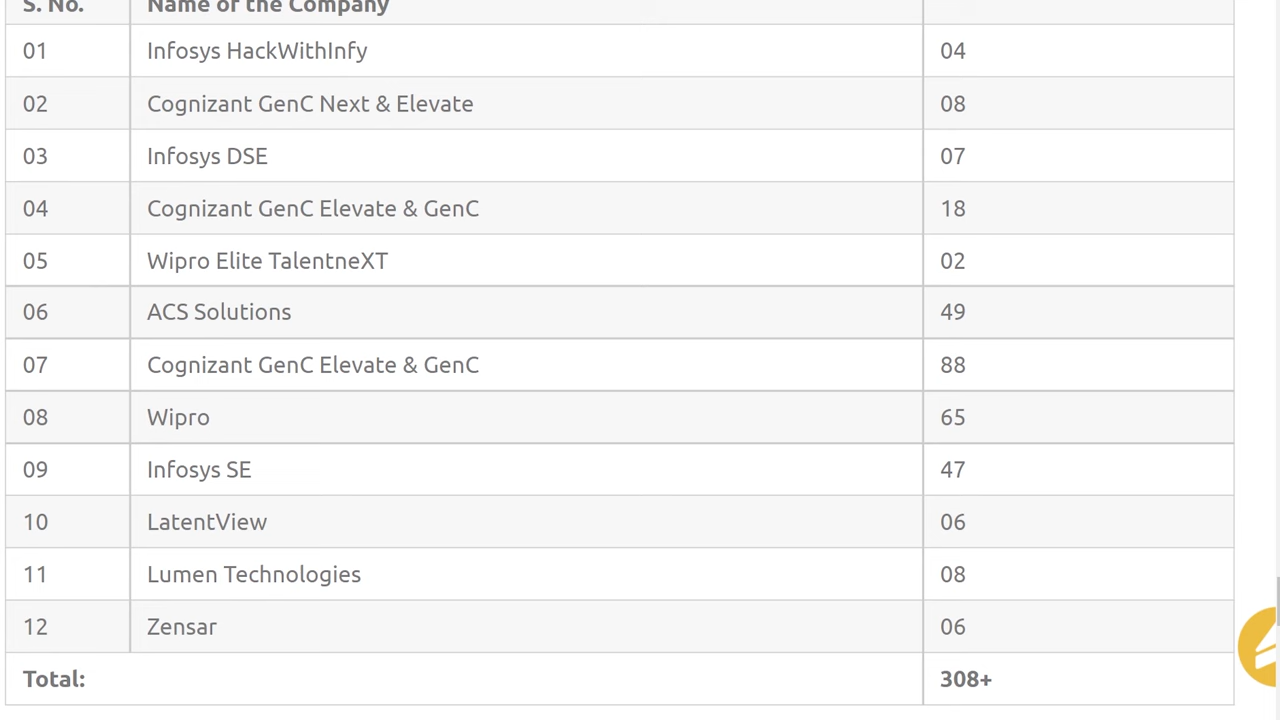 S. No. Name of the Company
01 Infosys HackWithInfy 04
02 Cognizant GenC Next & Elevate 08
03 Infosys DSE 07
04 Cognizant GenC Elevate & GenC 18
05 Wipro Elite TalentneXT 02
06 ACS Solutions 49
07 Cognizant GenC Elevate & GenC 88
08 Wipro 65
09 Infosys SE 47
10 LatentView 06
11 Lumen Technologies 08
12 Zensar 06
Total: 308+